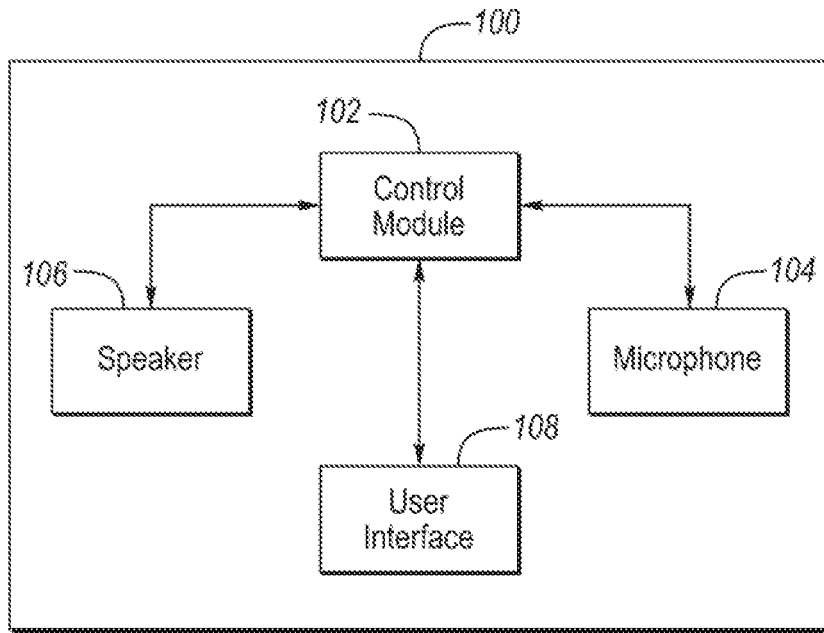 100
102
Control
Module
106
104
Speaker
Microphone
108
User
Interface